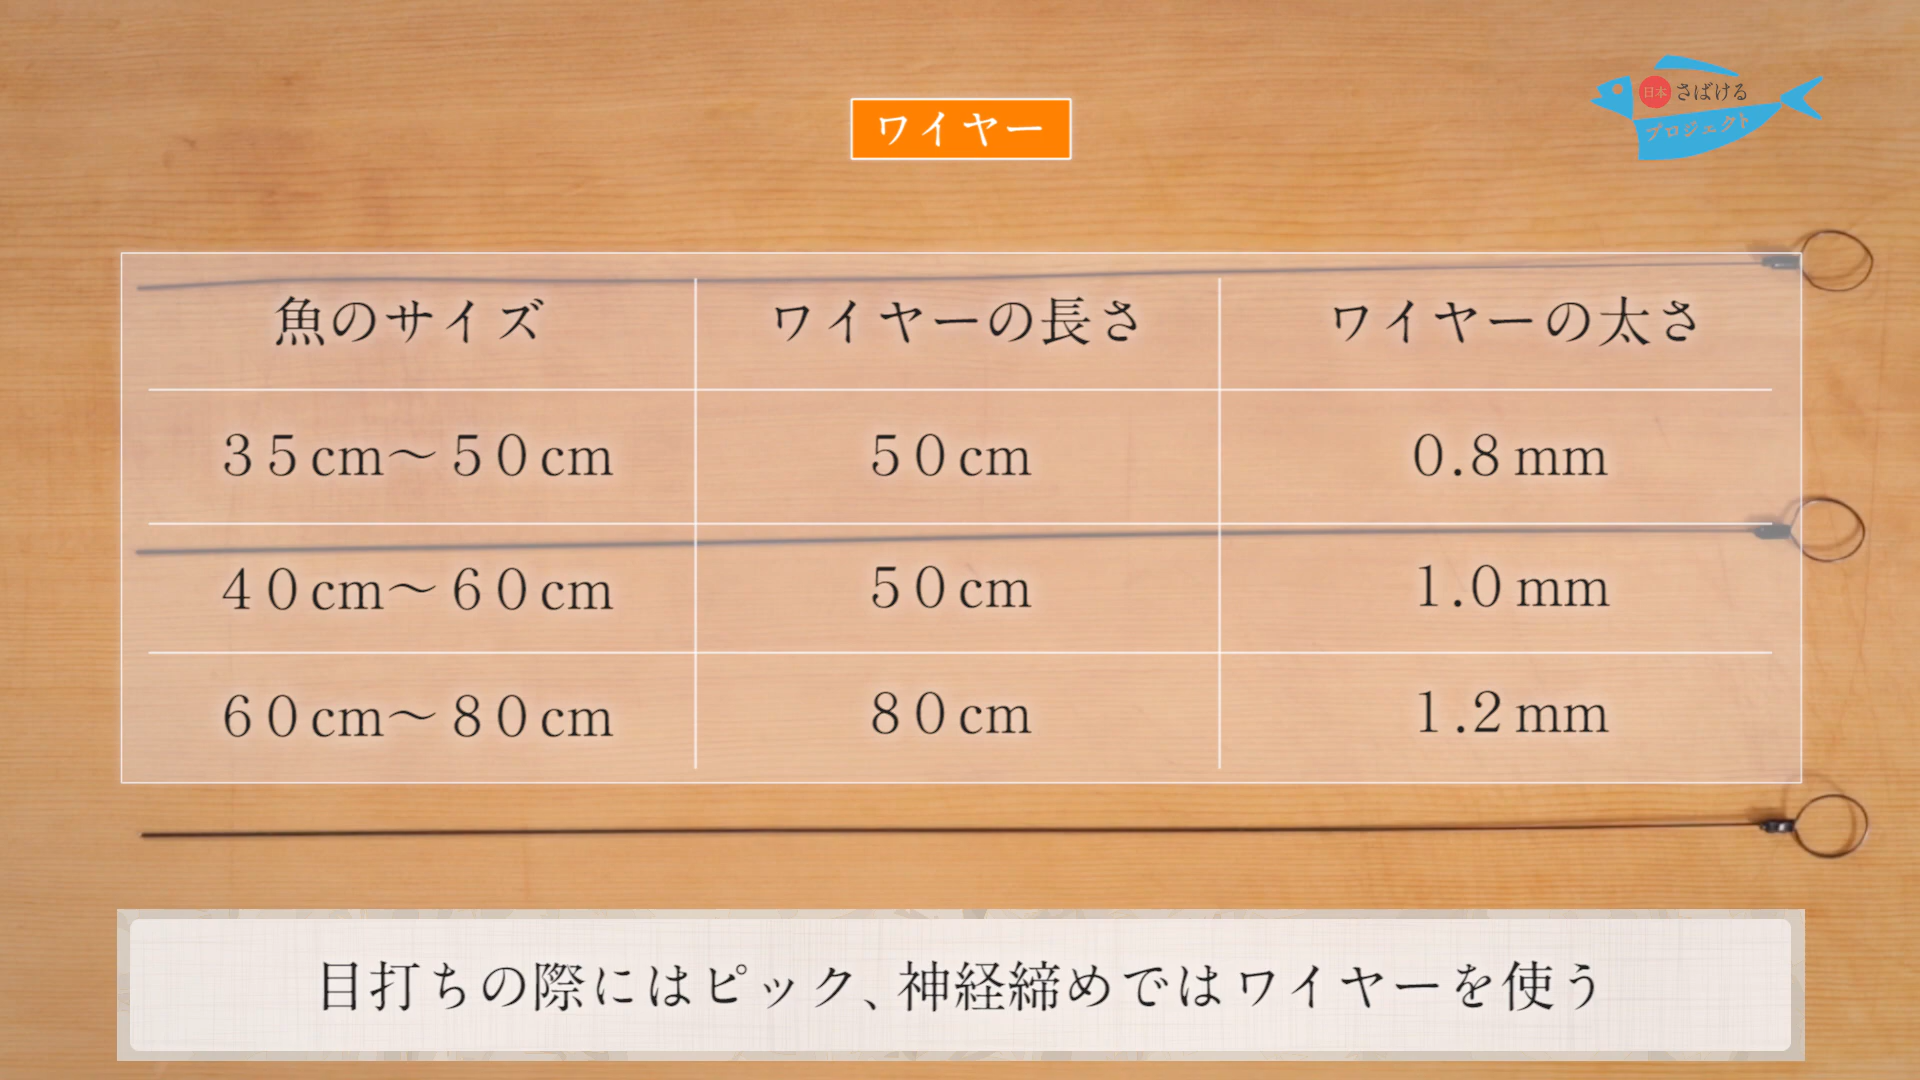 ワイヤー
日本 さばける
プロジェクト
魚のサイズ ワイヤーの長さ ワイヤーの太さ
35cm〜50cm 50cm 0.8mm
40cm〜60cm 50cm 1.0mm
60cm〜80cm 80cm 1.2mm
目打ちの際にはピック、神経締めではワイヤーを使う